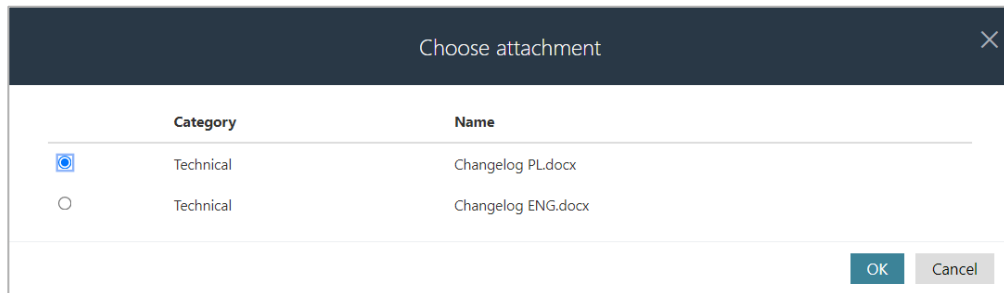 Choose attachment
Category Name
Technical Changelog PL.docx
Technical Changelog ENG.docx
OK Cancel